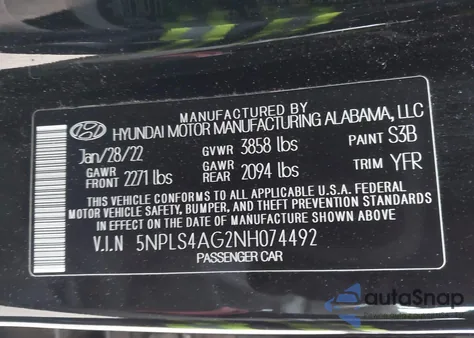 MANUFACTURED BY
HYUNDAI MOTOR MANUFACTURING ALABAMA, LLC
Jan/28/22 GVWR 3858 lbs PAINT S3B
GAWR FRONT 2271 lbs GAWR REAR 2094 lbs TRIM YFR
THIS VEHICLE CONFORMS TO ALL APPLICABLE U.S.A. FEDERAL
MOTOR VEHICLE SAFETY, BUMPER, AND THEFT PREVENTION STANDARDS
IN EFFECT ON THE DATE OF MANUFACTURE SHOWN ABOVE.
V.I.N 5NPLS4AG2NH074492
PASSENGER CAR
autoSnap